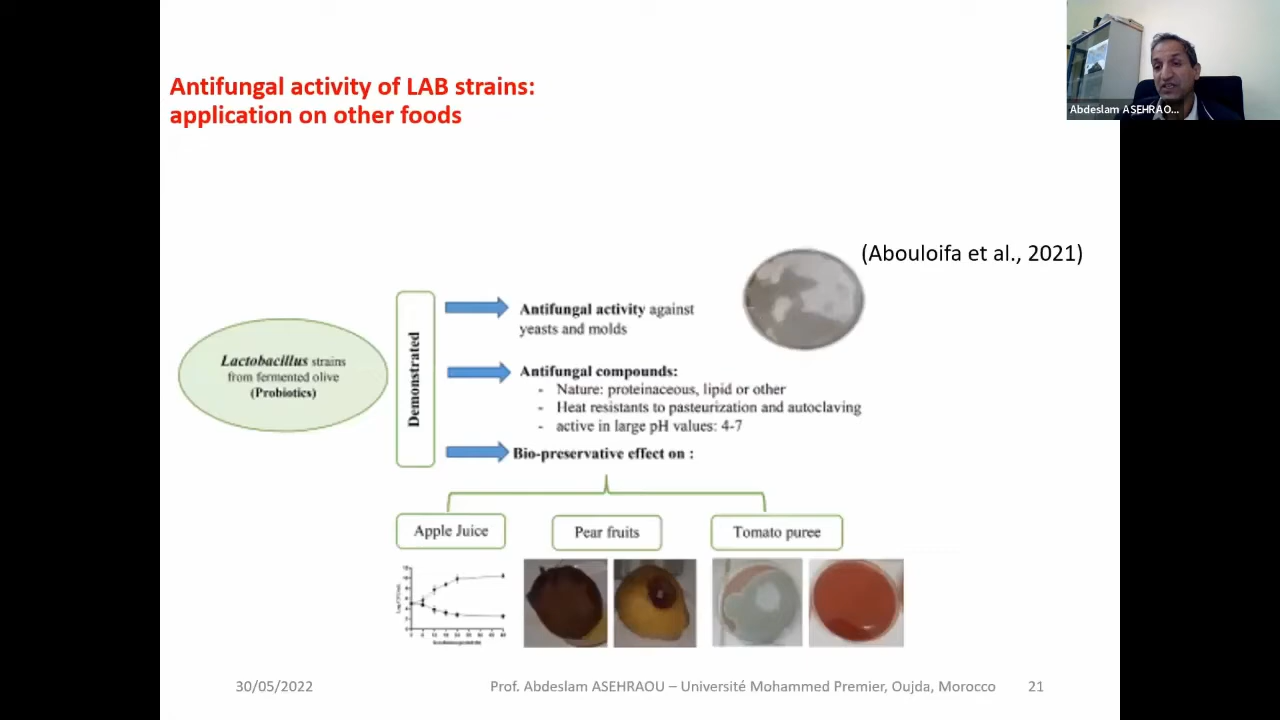 Antifungal activity of LAB strains:
application on other foods
Abdeslam ASEHRAO...
(Abouloifa et al., 2021)
Lactobacillus strains
from fermented olive
(Probiotics)
Demonstrated
Antifungal activity against
yeasts and molds
Antifungal compounds:
- Nature: proteinaceous, lipid or other
- Heat resistants to pasteurization and autoclaving
- active in large pH values: 4-7
Bio-preservative effect on :
Apple Juice
Pear fruits
Tomato puree
30/05/2022
Prof. Abdeslam ASEHRAOU – Université Mohammed Premier, Oujda, Morocco
21